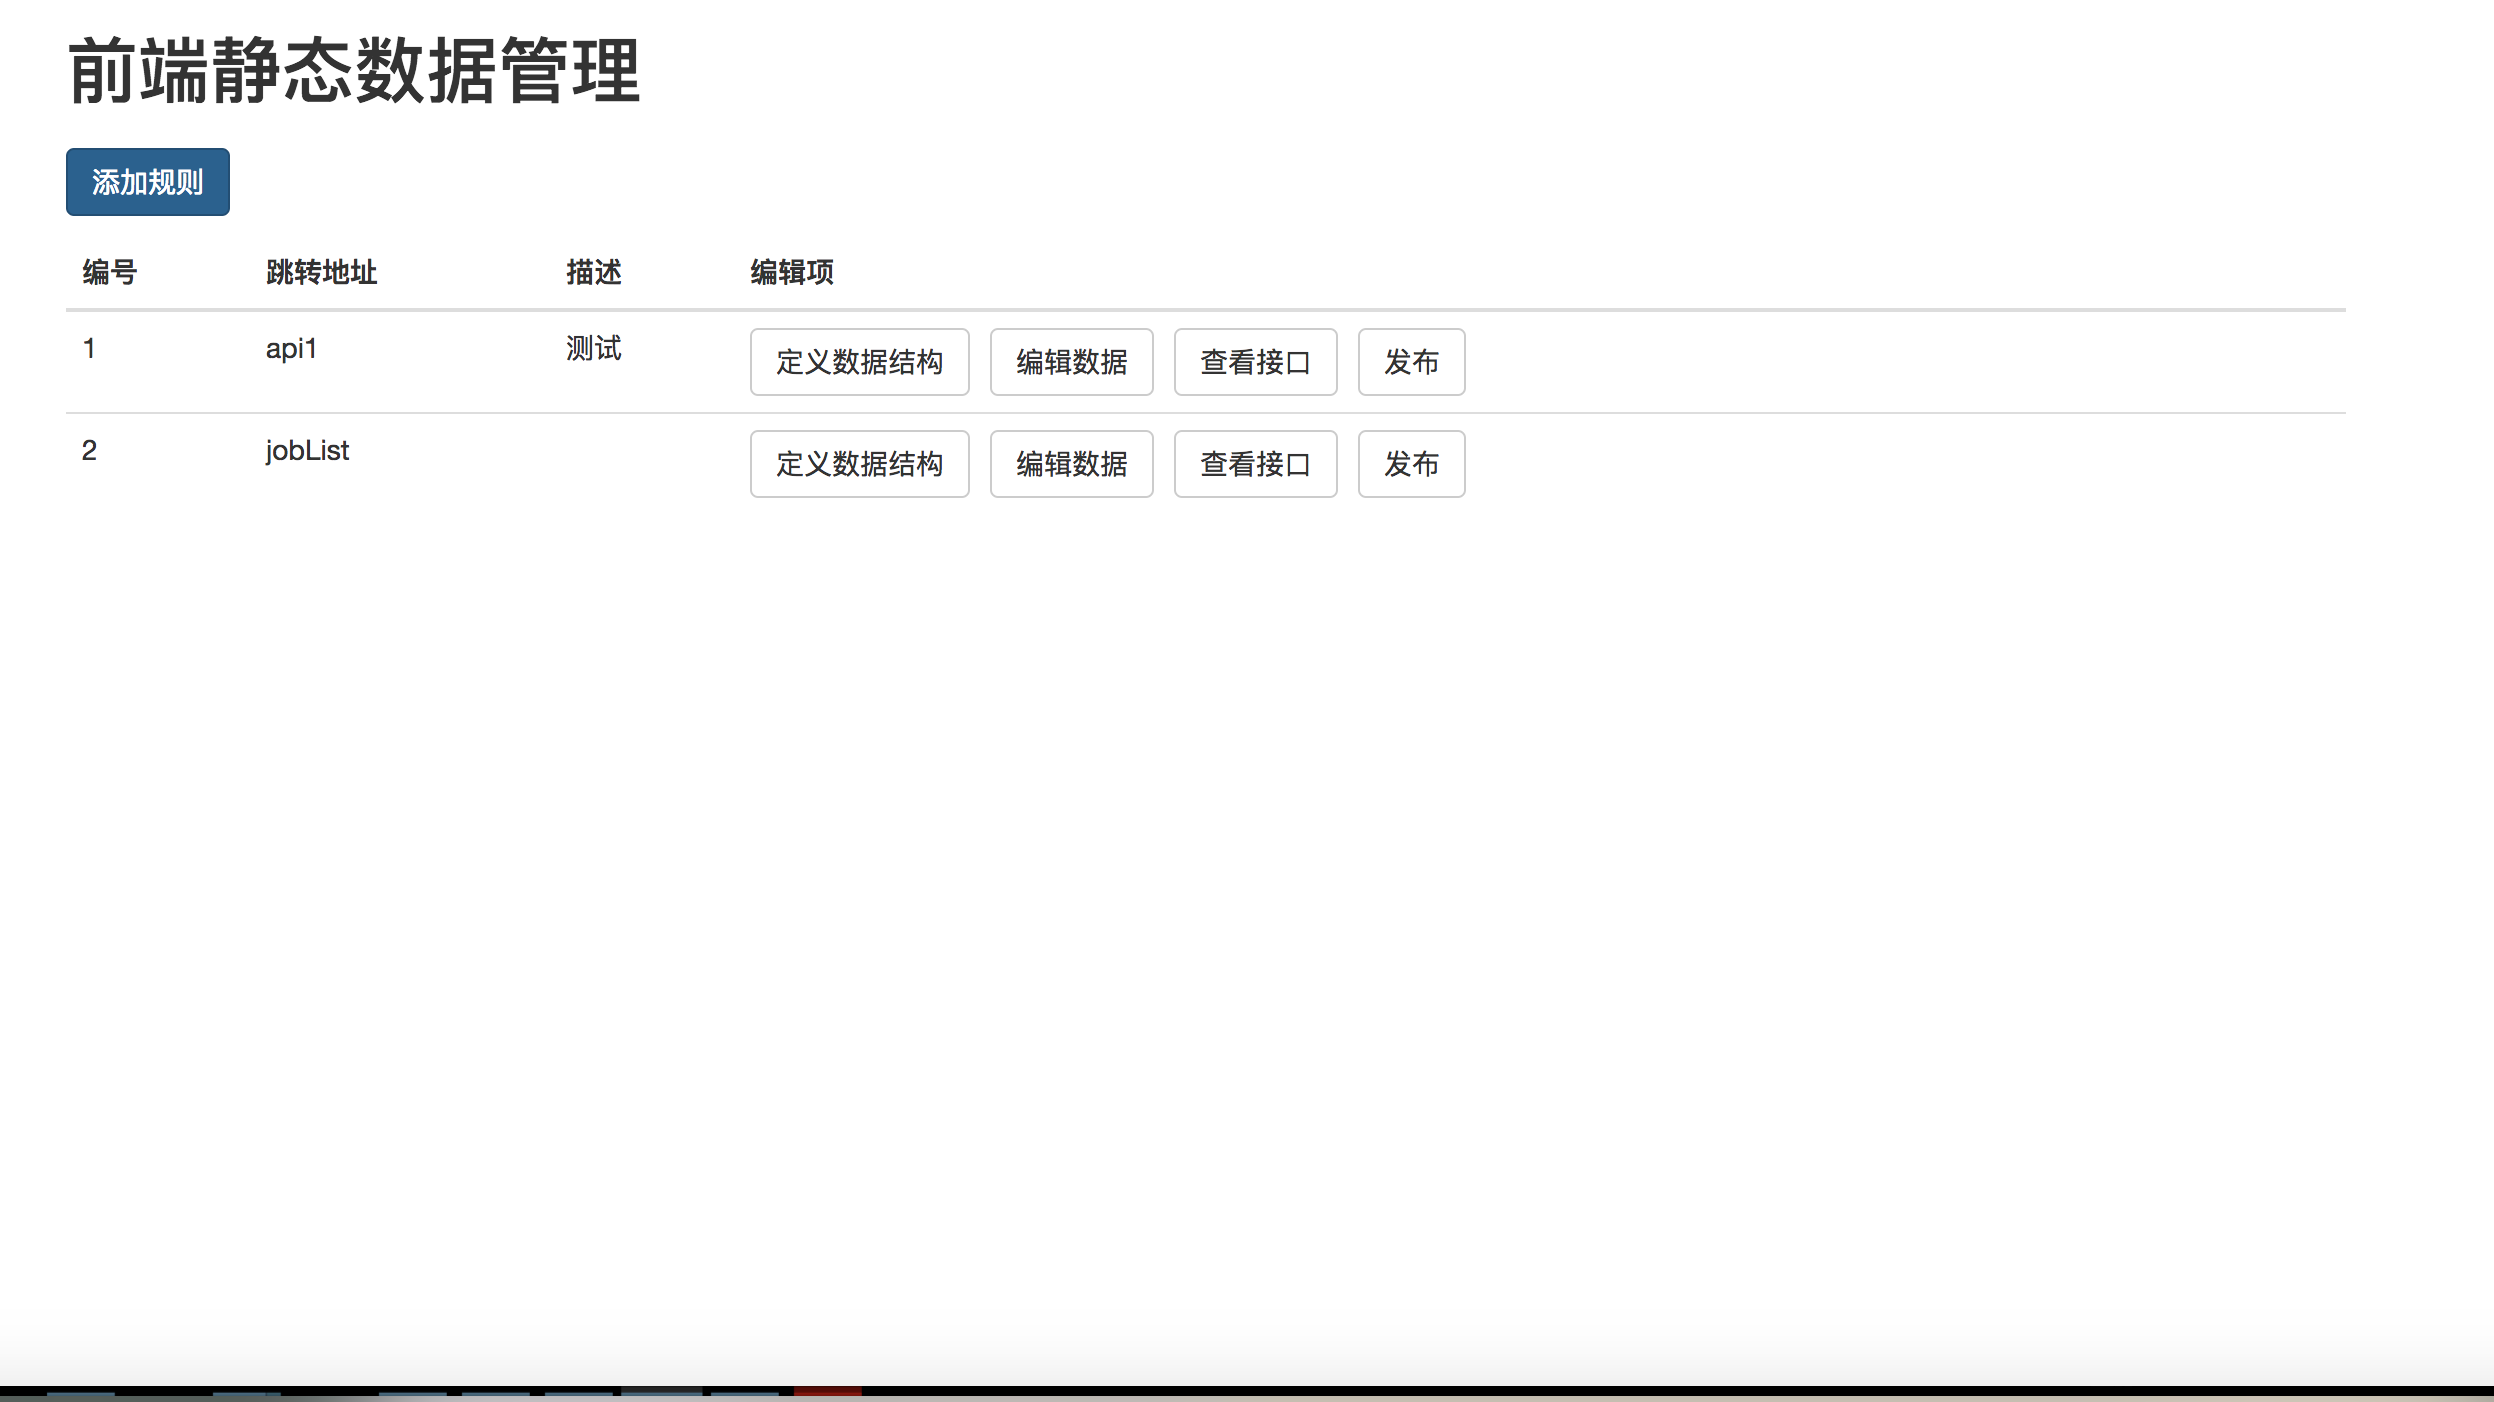 前端静态数据管理
添加规则
编号 跳转地址 描述 编辑项
1 api1 测试 定义数据结构 编辑数据 查看接口 发布
2 jobList 定义数据结构 编辑数据 查看接口 发布